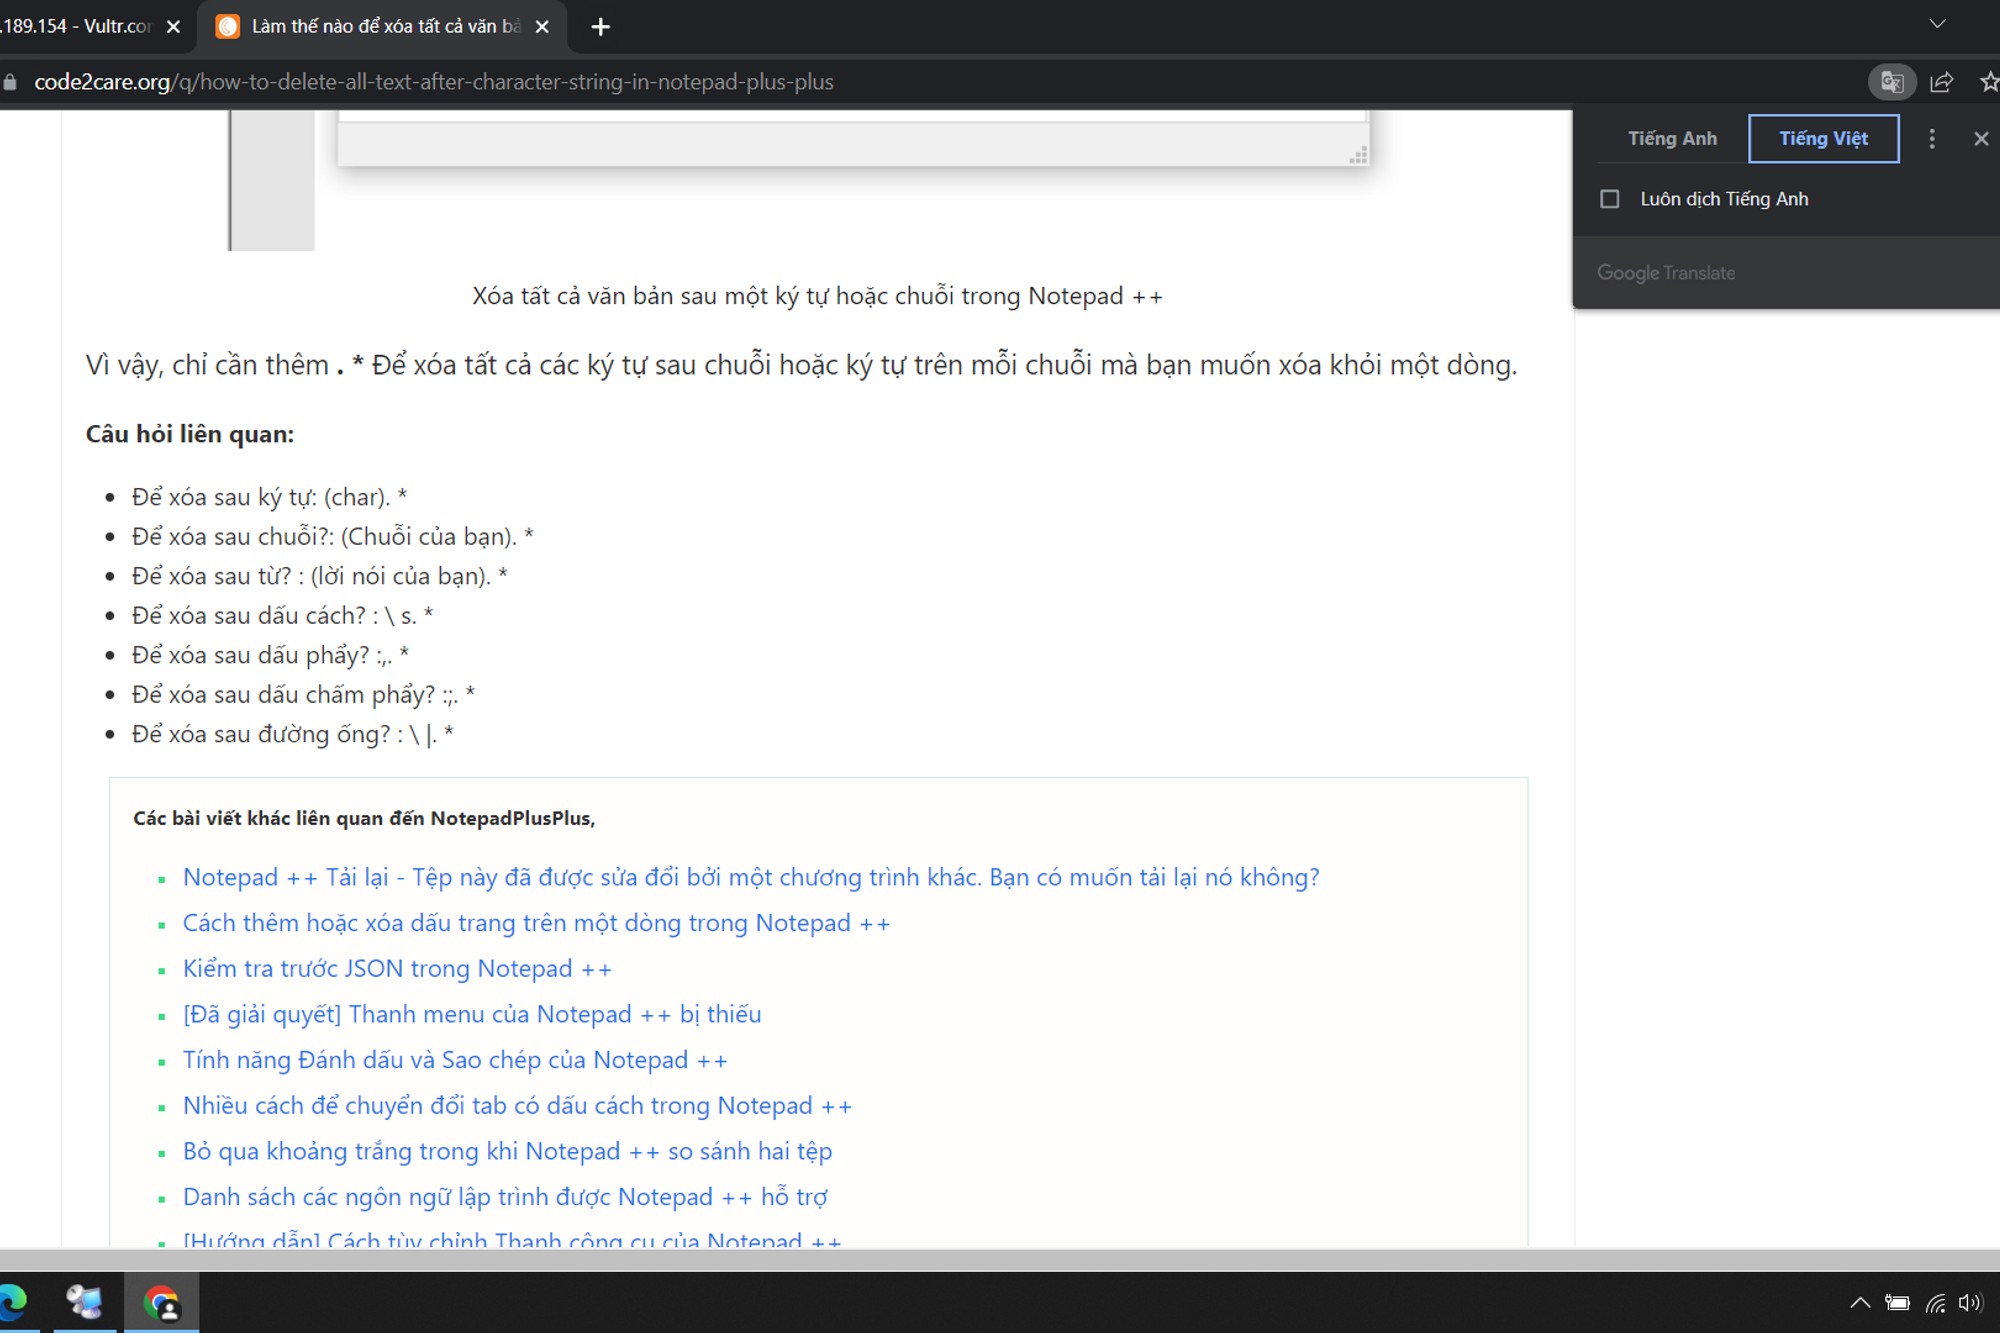 .189.154 - Vultr.co
Làm thế nào để xóa tất cả văn bả
code2care.org/q/how-to-delete-all-text-after-character-string-in-notepad-plus-plus
Tiếng Anh
Tiếng Việt
Luôn dịch Tiếng Anh
Google Translate
Xóa tất cả văn bản sau một ký tự hoặc chuỗi trong Notepad ++
Vì vậy, chỉ cần thêm . * Để xóa tất cả các ký tự sau chuỗi hoặc ký tự trên mỗi chuỗi mà bạn muốn xóa khỏi một dòng.
Câu hỏi liên quan:
Để xóa sau ký tự: (char). *
Để xóa sau chuỗi?: (Chuỗi của bạn). *
Để xóa sau từ? : (lời nói của bạn). *
Để xóa sau dấu cách? : \ s. *
Để xóa sau dấu phẩy? :,. *
Để xóa sau dấu chấm phẩy? :;. *
Để xóa sau đường ống? : \ |. *
Các bài viết khác liên quan đến NotepadPlusPlus,
Notepad ++ Tải lại - Tệp này đã được sửa đổi bởi một chương trình khác. Bạn có muốn tải lại nó không?
Cách thêm hoặc xóa dấu trang trên một dòng trong Notepad ++
Kiểm tra trước JSON trong Notepad ++
[Đã giải quyết] Thanh menu của Notepad ++ bị thiếu
Tính năng Đánh dấu và Sao chép của Notepad ++
Nhiều cách để chuyển đổi tab có dấu cách trong Notepad ++
Bỏ qua khoảng trắng trong khi Notepad ++ so sánh hai tệp
Danh sách các ngôn ngữ lập trình được Notepad ++ hỗ trợ
[Hướng dẫn] Cách tùy chỉnh Thanh công cụ của Notepad ++